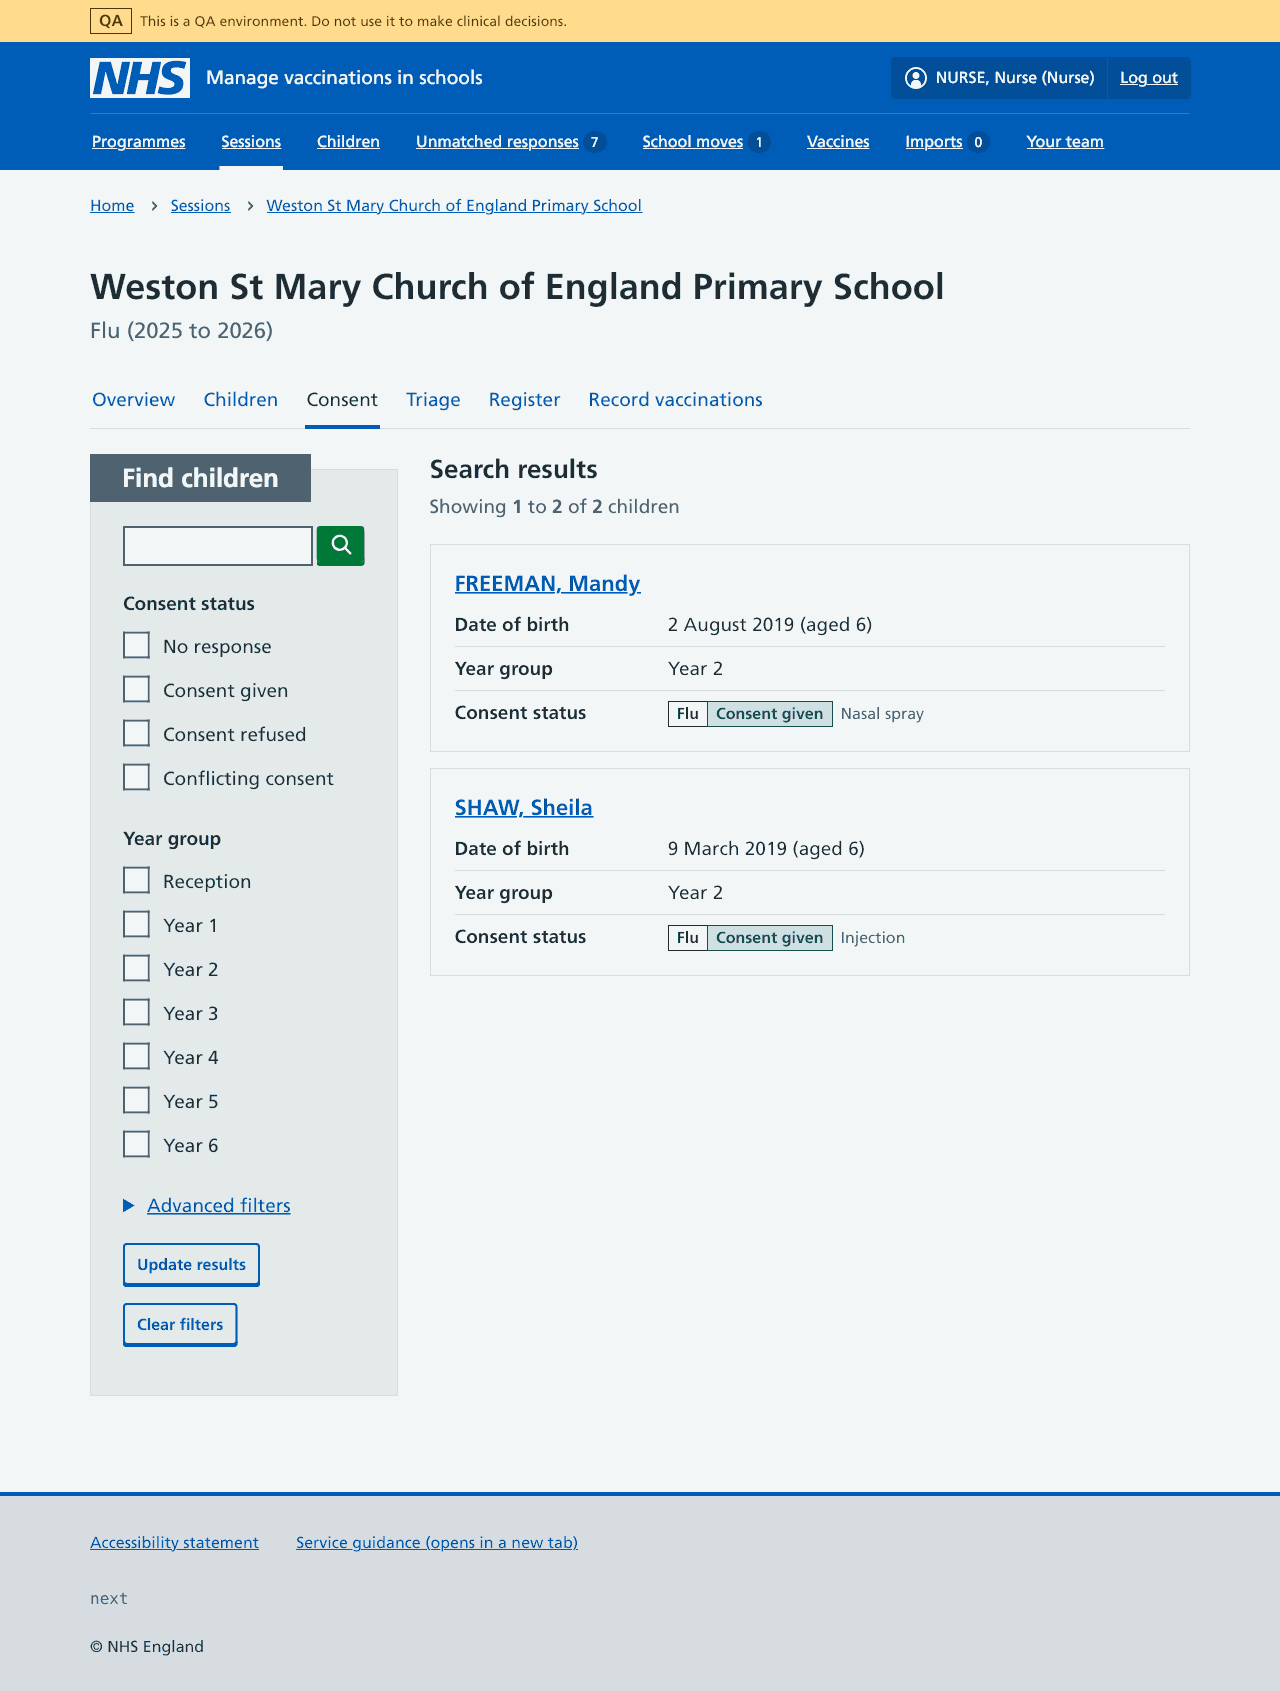 QA This is a QA environment. Do not use it to make clinical decisions.
NHS Manage vaccinations in schools NURSE, Nurse (Nurse) Log out
Programmes Sessions Children Unmatched responses 7 School moves 1 Vaccines Imports 0 Your team
Home Sessions Weston St Mary Church of England Primary School
Weston St Mary Church of England Primary School
Flu (2025 to 2026)
Overview Children Consent Triage Register Record vaccinations
Find children
Consent status
No response
Consent given
Consent refused
Conflicting consent
Year group
Reception
Year 1
Year 2
Year 3
Year 4
Year 5
Year 6
Advanced filters
Update results
Clear filters
Search results
Showing 1 to 2 of 2 children
FREEMAN, Mandy
Date of birth 2 August 2019 (aged 6)
Year group Year 2
Consent status Flu Consent given Nasal spray
SHAW, Sheila
Date of birth 9 March 2019 (aged 6)
Year group Year 2
Consent status Flu Consent given Injection
Accessibility statement Service guidance (opens in a new tab)
next
© NHS England